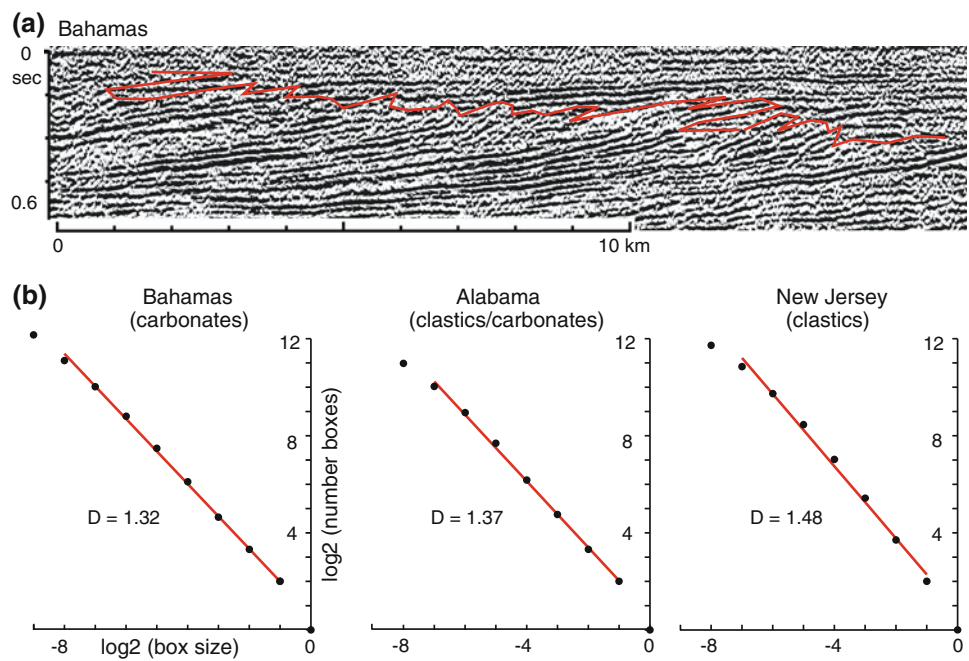 (a) Bahamas
0
sec
0.6
0
10 km
(b)
Bahamas
(carbonates)
Alabama
(clastics/carbonates)
New Jersey
(clastics)
12
12
12
8
8
8
D = 1.32
D = 1.37
D = 1.48
4
4
4
log2 (number boxes)
-8
log2 (box size)
0
-8
-4
0
-8
-4
0